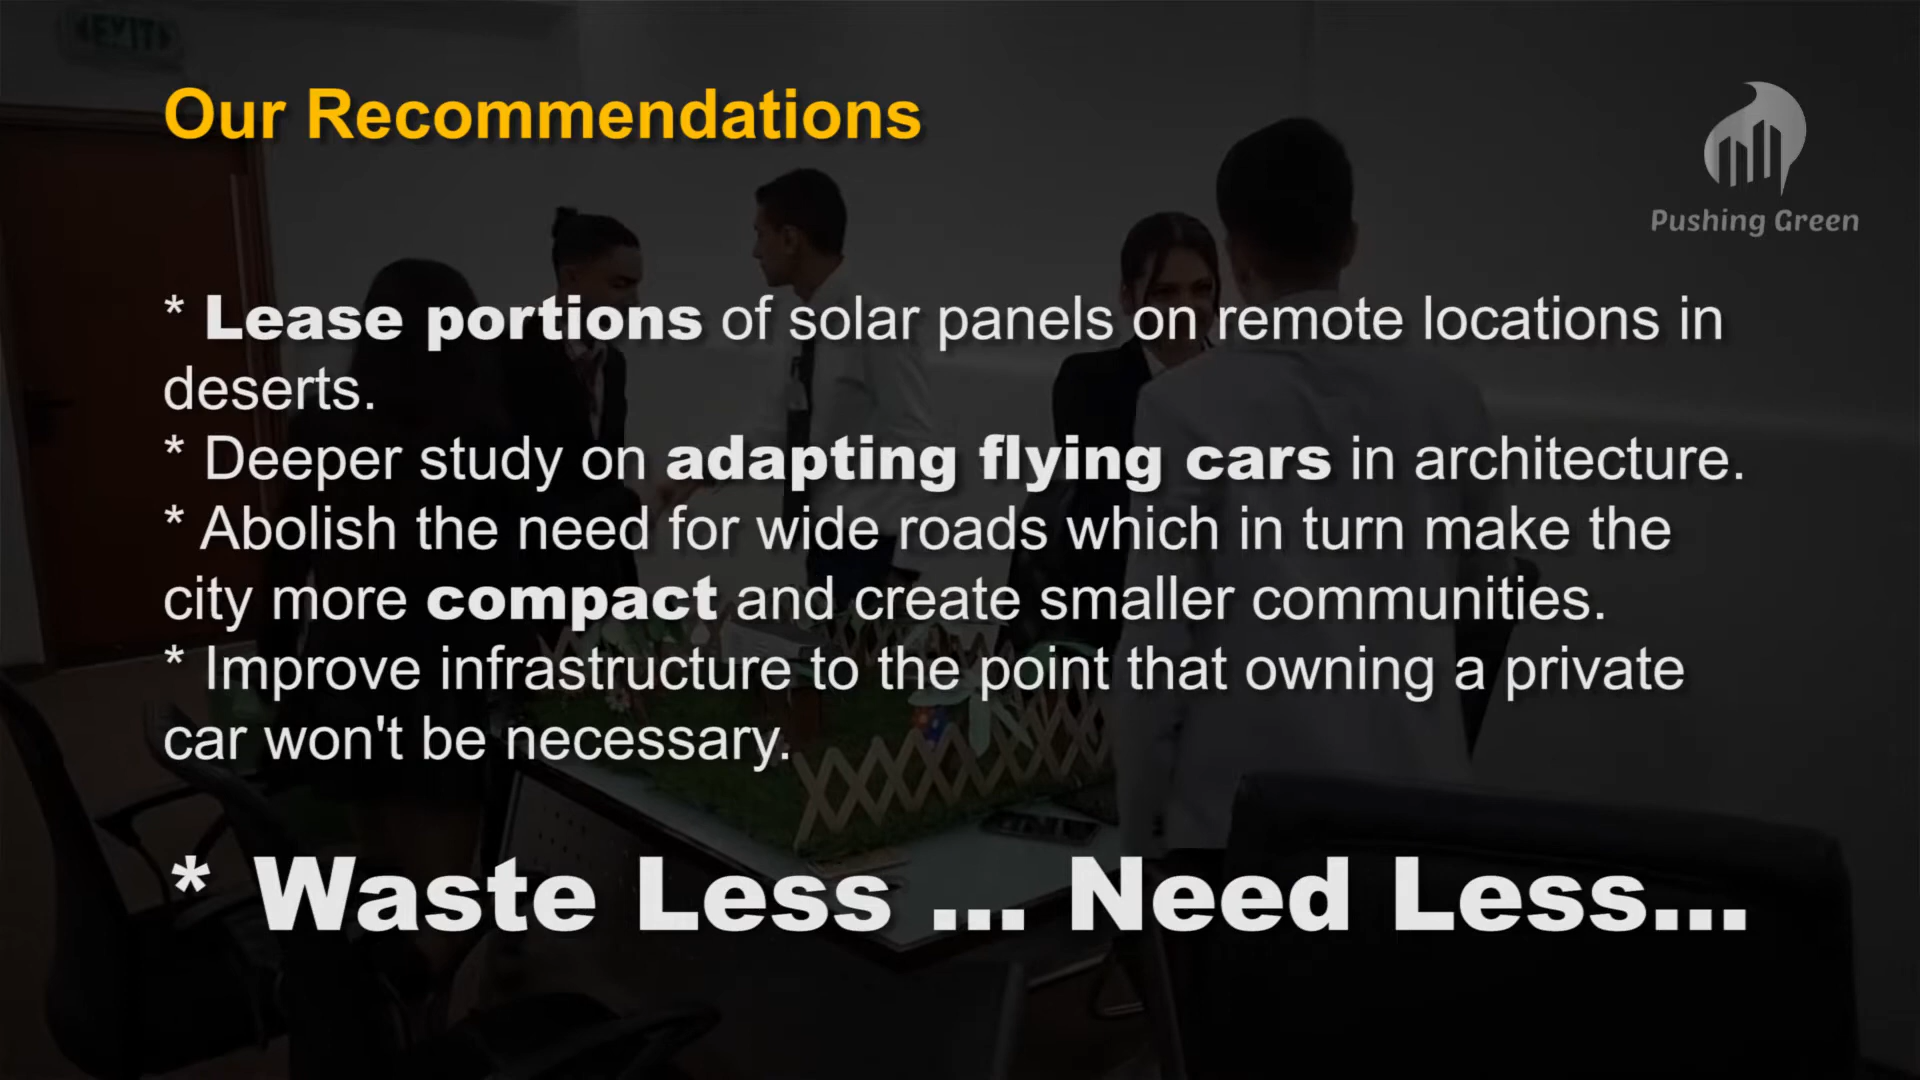 EXIT
Our Recommendations
Pushing Green
* Lease portions of solar panels on remote locations in
deserts.
* Deeper study on adapting flying cars in architecture.
* Abolish the need for wide roads which in turn make the
city more compact and create smaller communities.
* Improve infrastructure to the point that owning a private
car won't be necessary.
* Waste Less ... Need Less...